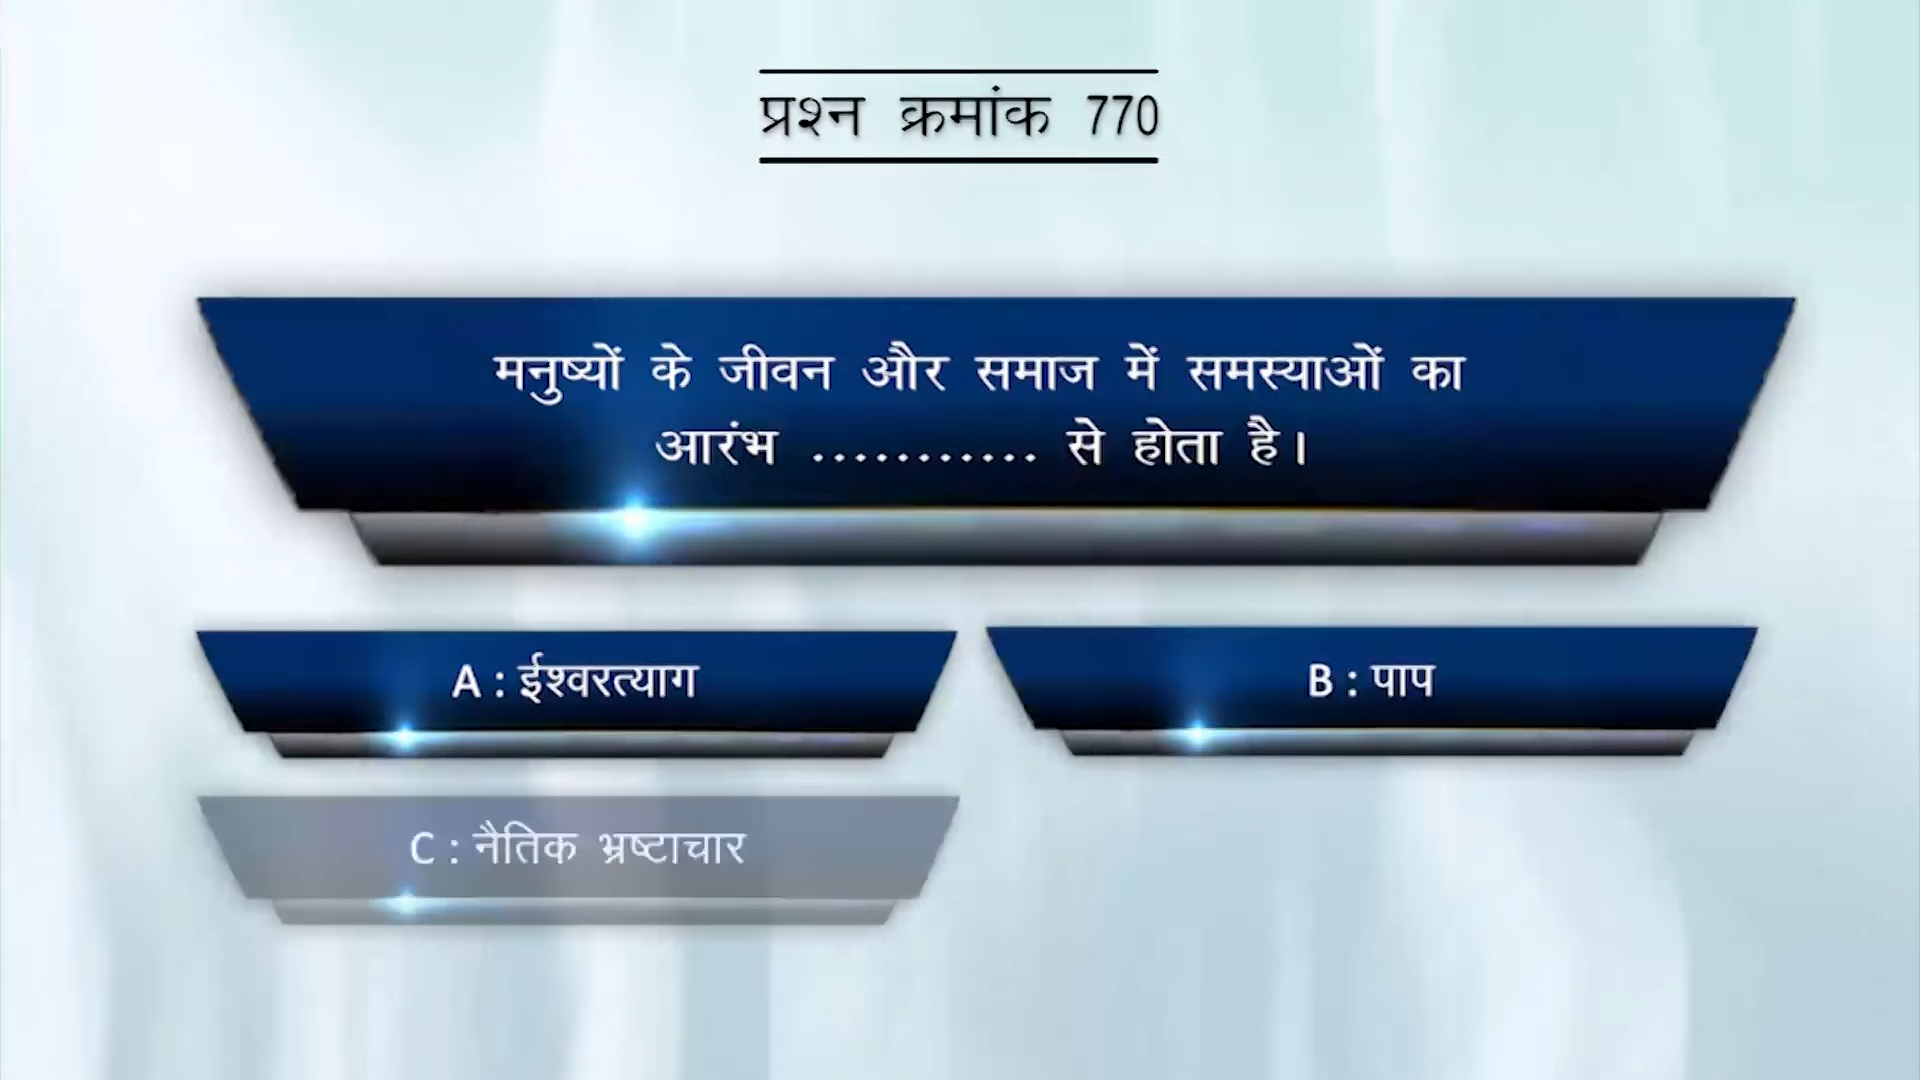 प्रश्न क्रमांक 770
मनुष्यों के जीवन और समाज में समस्याओं का
आरंभ ........... से होता है।
A : ईश्वरत्याग
B : पाप
C : नैतिक भ्रष्टाचार